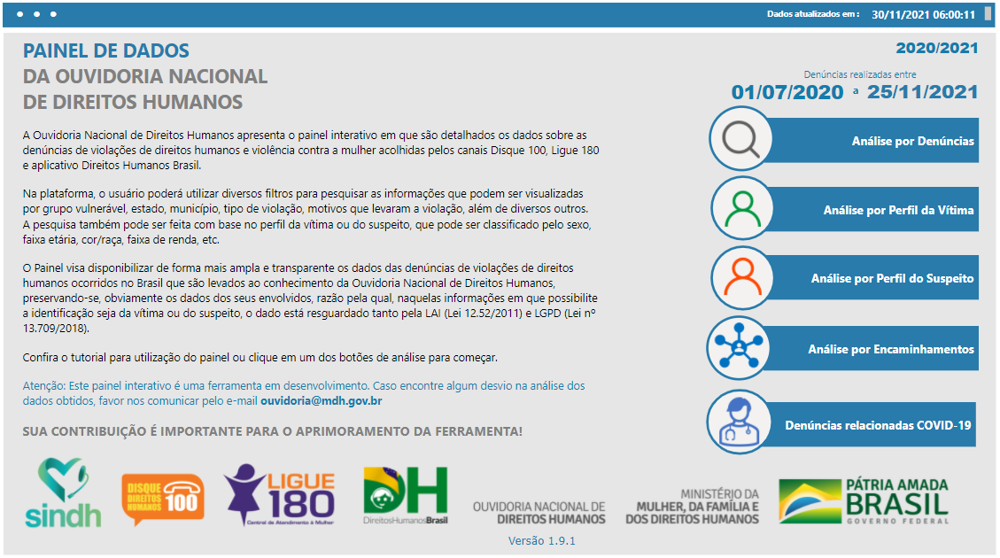 Dados atualizados em : 30/11/2021 06:00:11
PAINEL DE DADOS
DA OUVIDORIA NACIONAL
DE DIREITOS HUMANOS
2020/2021
Denúncias realizadas entre
01/07/2020 a 25/11/2021
A Ouvidoria Nacional de Direitos Humanos apresenta o painel interativo em que são detalhados os dados sobre as
denúncias de violações de direitos humanos e violência contra a mulher acolhidas pelos canais Disque 100, Ligue 180
e aplicativo Direitos Humanos Brasil.
Na plataforma, o usuário poderá utilizar diversos filtros para pesquisar as informações que podem ser visualizadas
por grupo vulnerável, estado, município, tipo de violação, motivos que levaram a violação, além de diversos outros.
A pesquisa também pode ser feita com base no perfil da vítima ou do suspeito, que pode ser classificado pelo sexo,
faixa etária, cor/raça, faixa de renda, etc.
O Painel visa disponibilizar de forma mais ampla e transparente os dados das denúncias de violações de direitos
humanos ocorridos no Brasil que são levados ao conhecimento da Ouvidoria Nacional de Direitos Humanos,
preservando-se, obviamente os dados dos seus envolvidos, razão pela qual, naquelas informações em que possibilite
a identificação seja da vítima ou do suspeito, o dado está resguardado tanto pela LAI (Lei 12.52/2011) e LGPD (Lei nº
13.709/2018).
Confira o tutorial para utilização do painel ou clique em um dos botões de análise para começar.
Atenção: Este painel interativo é uma ferramenta em desenvolvimento. Caso encontre algum desvio na análise dos
dados obtidos, favor nos comunicar pelo e-mail ouvidoria@mdh.gov.br
SUA CONTRIBUIÇÃO É IMPORTANTE PARA O APRIMORAMENTO DA FERRAMENTA!
Análise por Denúncias
Análise por Perfil da Vítima
Análise por Perfil do Suspeito
Análise por Encaminhamentos
Denúncias relacionadas COVID-19
sindh
DISQUE
DIREITOS
HUMANOS
100
LIGUE
180
Central de Atendimento à Mulher
DH
DireitosHumanosBrasil
OUVIDORIA NACIONAL DE
DIREITOS HUMANOS
MINISTÉRIO DA
MULHER, DA FAMÍLIA E
DOS DIREITOS HUMANOS
PÁTRIA AMADA
BRASIL
GOVERNO FEDERAL
Versão 1.9.1